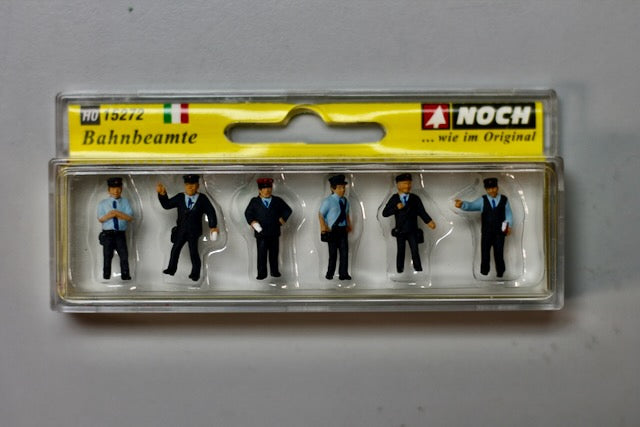 H0 15272
Bahnbeamte
NOCH
... wie im Original